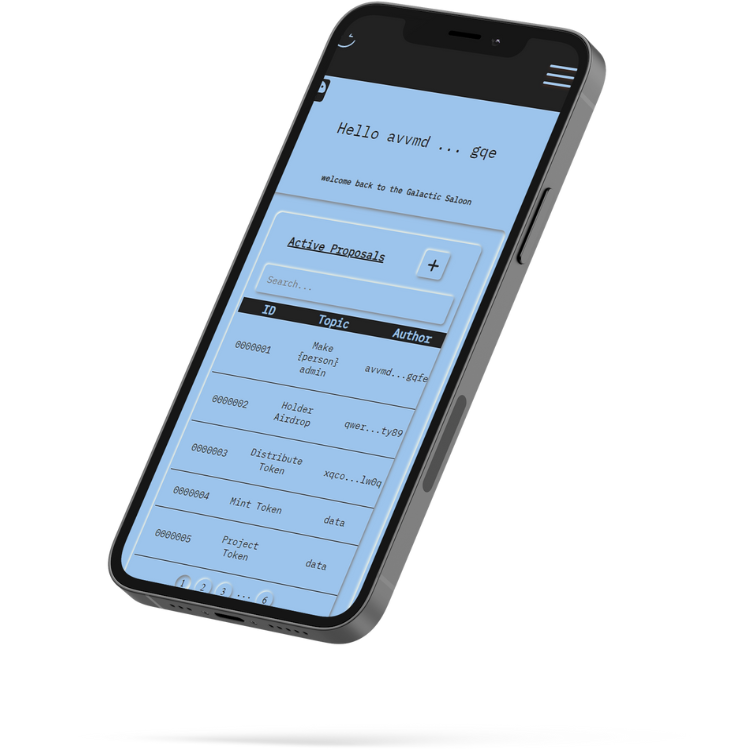 Hello avvmd ... gqe
welcome back to the Galactic Saloon
Active Proposals +
Search...
ID Topic Author
0000001 Make {person} admin avvmd...gqfe
0000002 Holder Airdrop qwer...ty89
0000003 Distribute Token xqco...lw0q
0000004 Mint Token data
0000005 Project Token data
1 2 3 ... 6